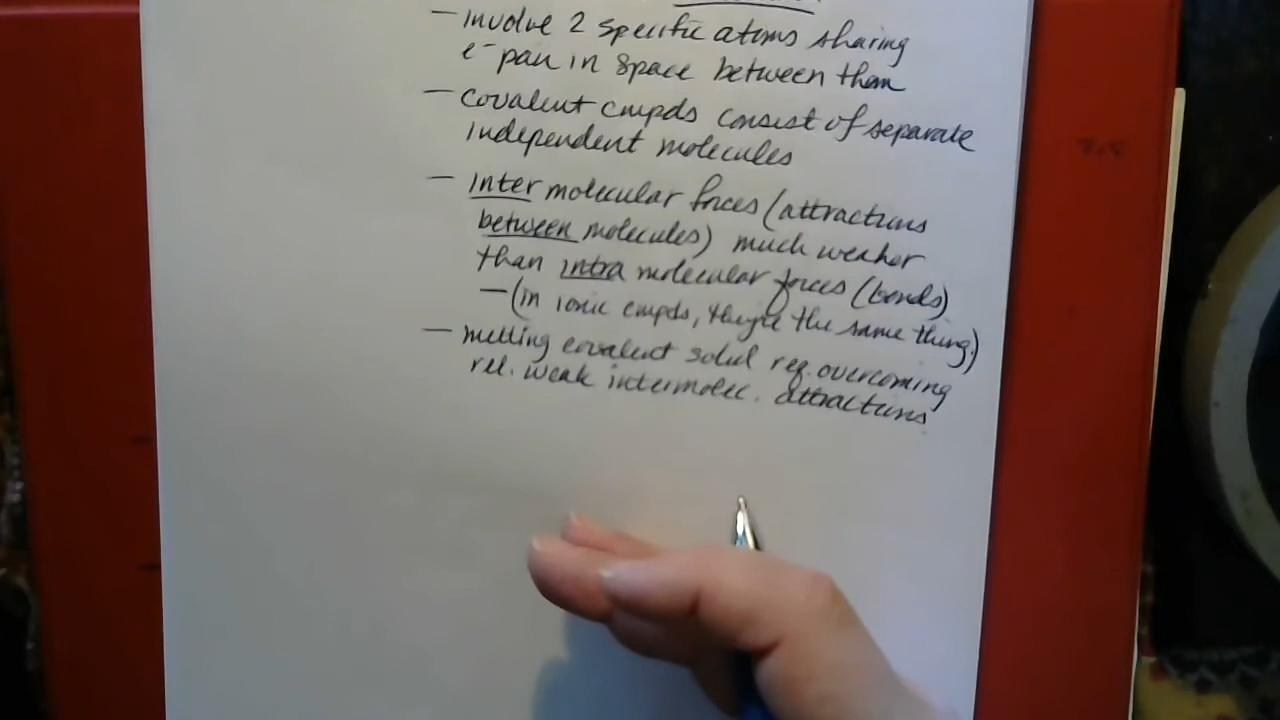 - involve 2 specific atoms sharing
e⁻ pair in space between them
- covalent cmpds consist of separate
independent molecules
- inter molecular forces (attractions
between molecules) much weaker
than intra molecular forces (bonds)
- (in ionic cmpds, they're the same thing.)
- melting covalent solid req. overcoming
rel. weak intermolec. attractions